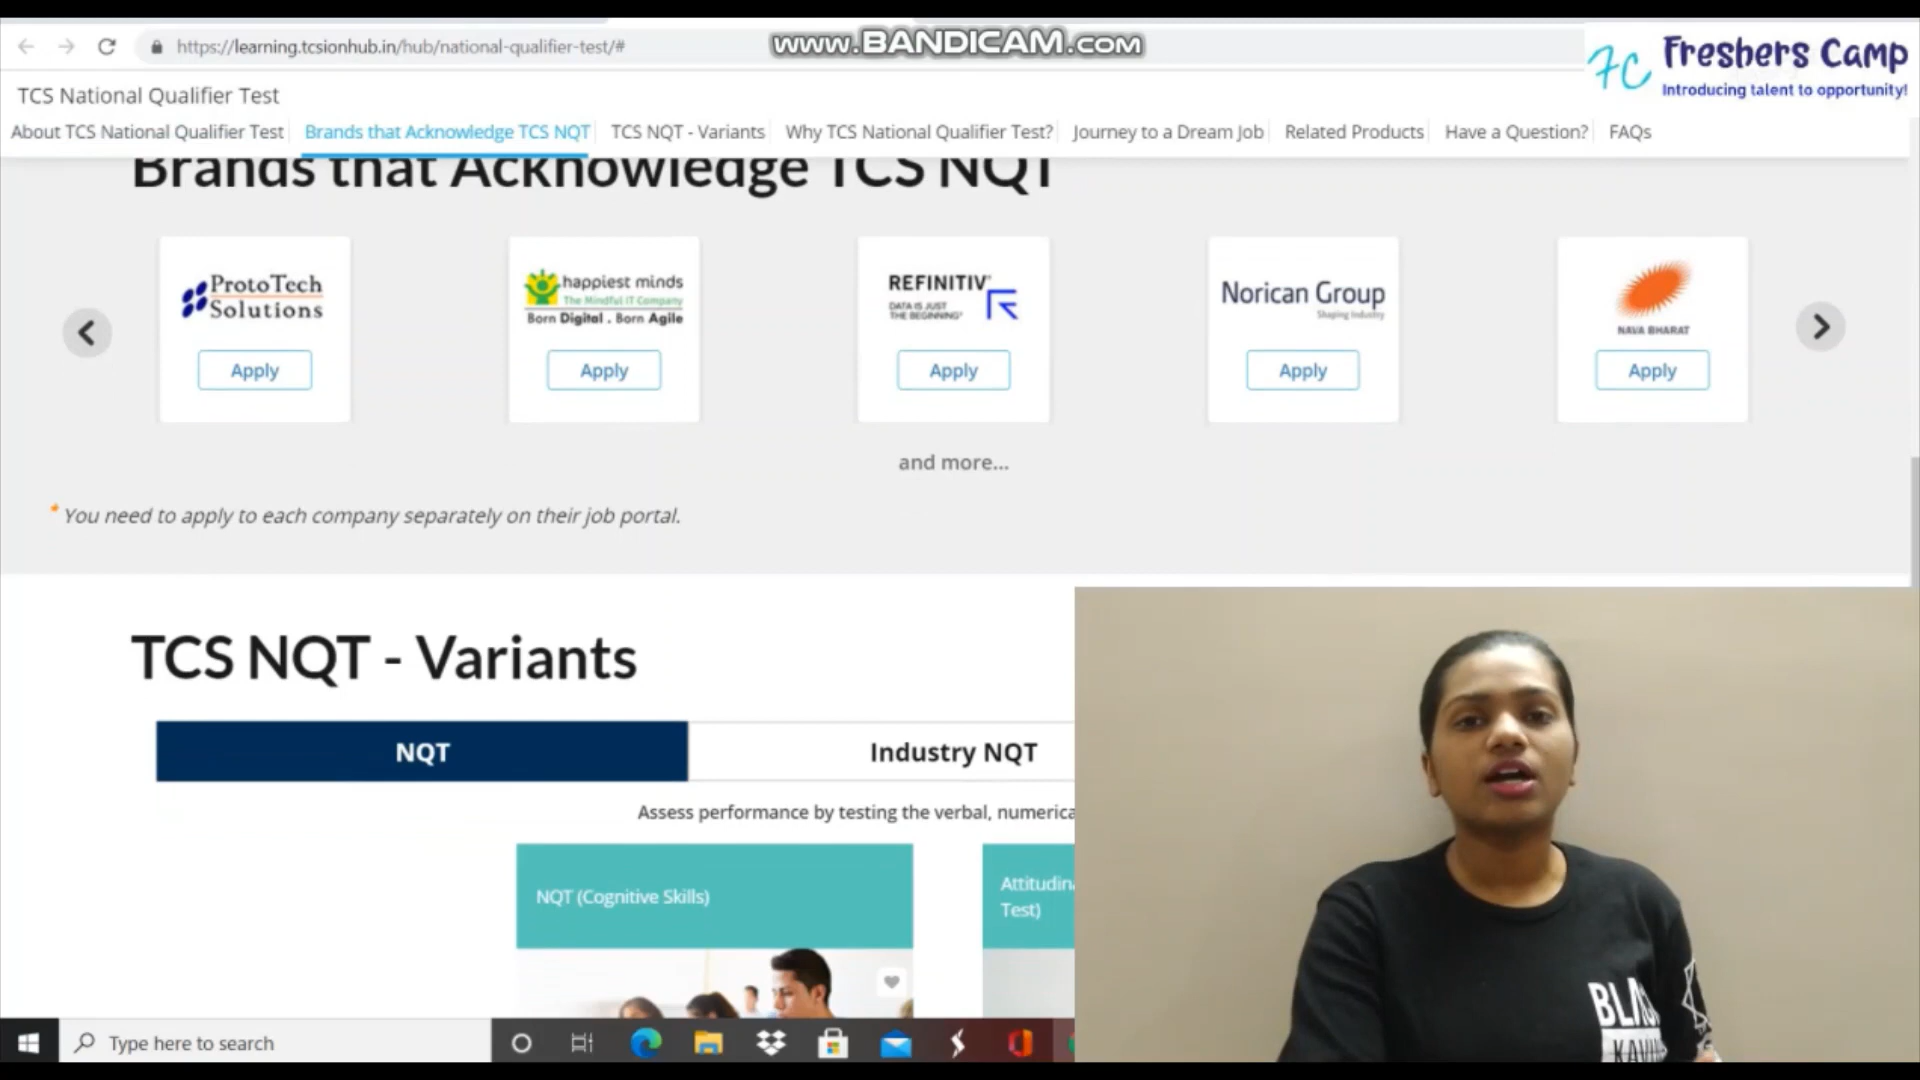 https://learning.tcsionhub.in/hub/national-qualifier-test/#
www.BANDICAM.com
Freshers Camp
Introducing talent to opportunity!
TCS National Qualifier Test
About TCS National Qualifier Test
Brands that Acknowledge TCS NQT
TCS NQT - Variants
Why TCS National Qualifier Test?
Journey to a Dream Job
Related Products
Have a Question?
FAQs
Brands that Acknowledge TCS NQT
ProtoTech
Solutions
Apply
happiest minds
The Mindful IT Company
Born Digital . Born Agile
Apply
REFINITIV
DATA IS JUST
THE BEGINNING
Apply
Norican Group
Shaping Industry
Apply
NAVA BHARAT
Apply
and more...
* You need to apply to each company separately on their job portal.
TCS NQT - Variants
NQT
Industry NQT
Assess performance by testing the verbal, numerica
NQT (Cognitive Skills)
Attitudina
Test)
Type here to search